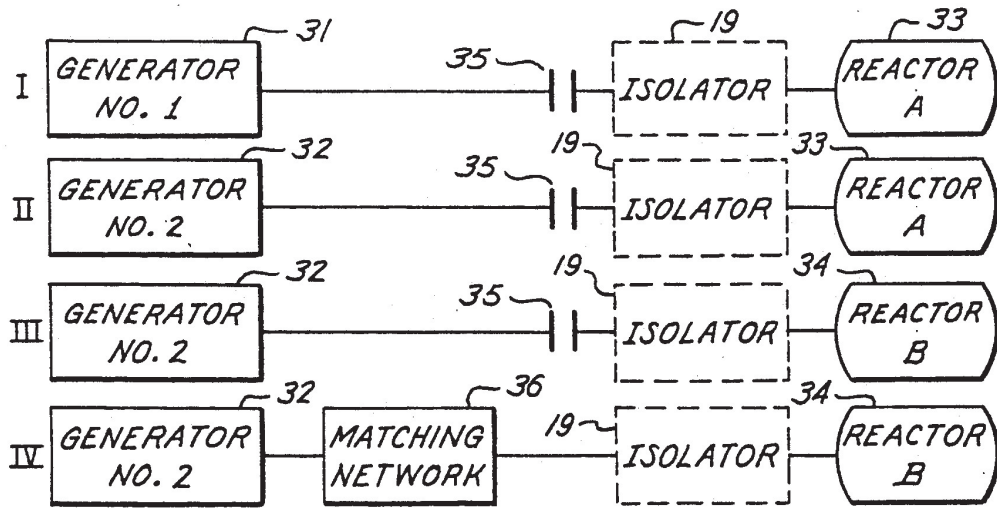 31 19 33
I GENERATOR NO. 1 35 ISOLATOR REACTOR A
32 19 33
II GENERATOR NO. 2 35 ISOLATOR REACTOR A
32 19 34
III GENERATOR NO. 2 35 ISOLATOR REACTOR B
32 36 34
IV GENERATOR NO. 2 MATCHING NETWORK 19 ISOLATOR REACTOR B